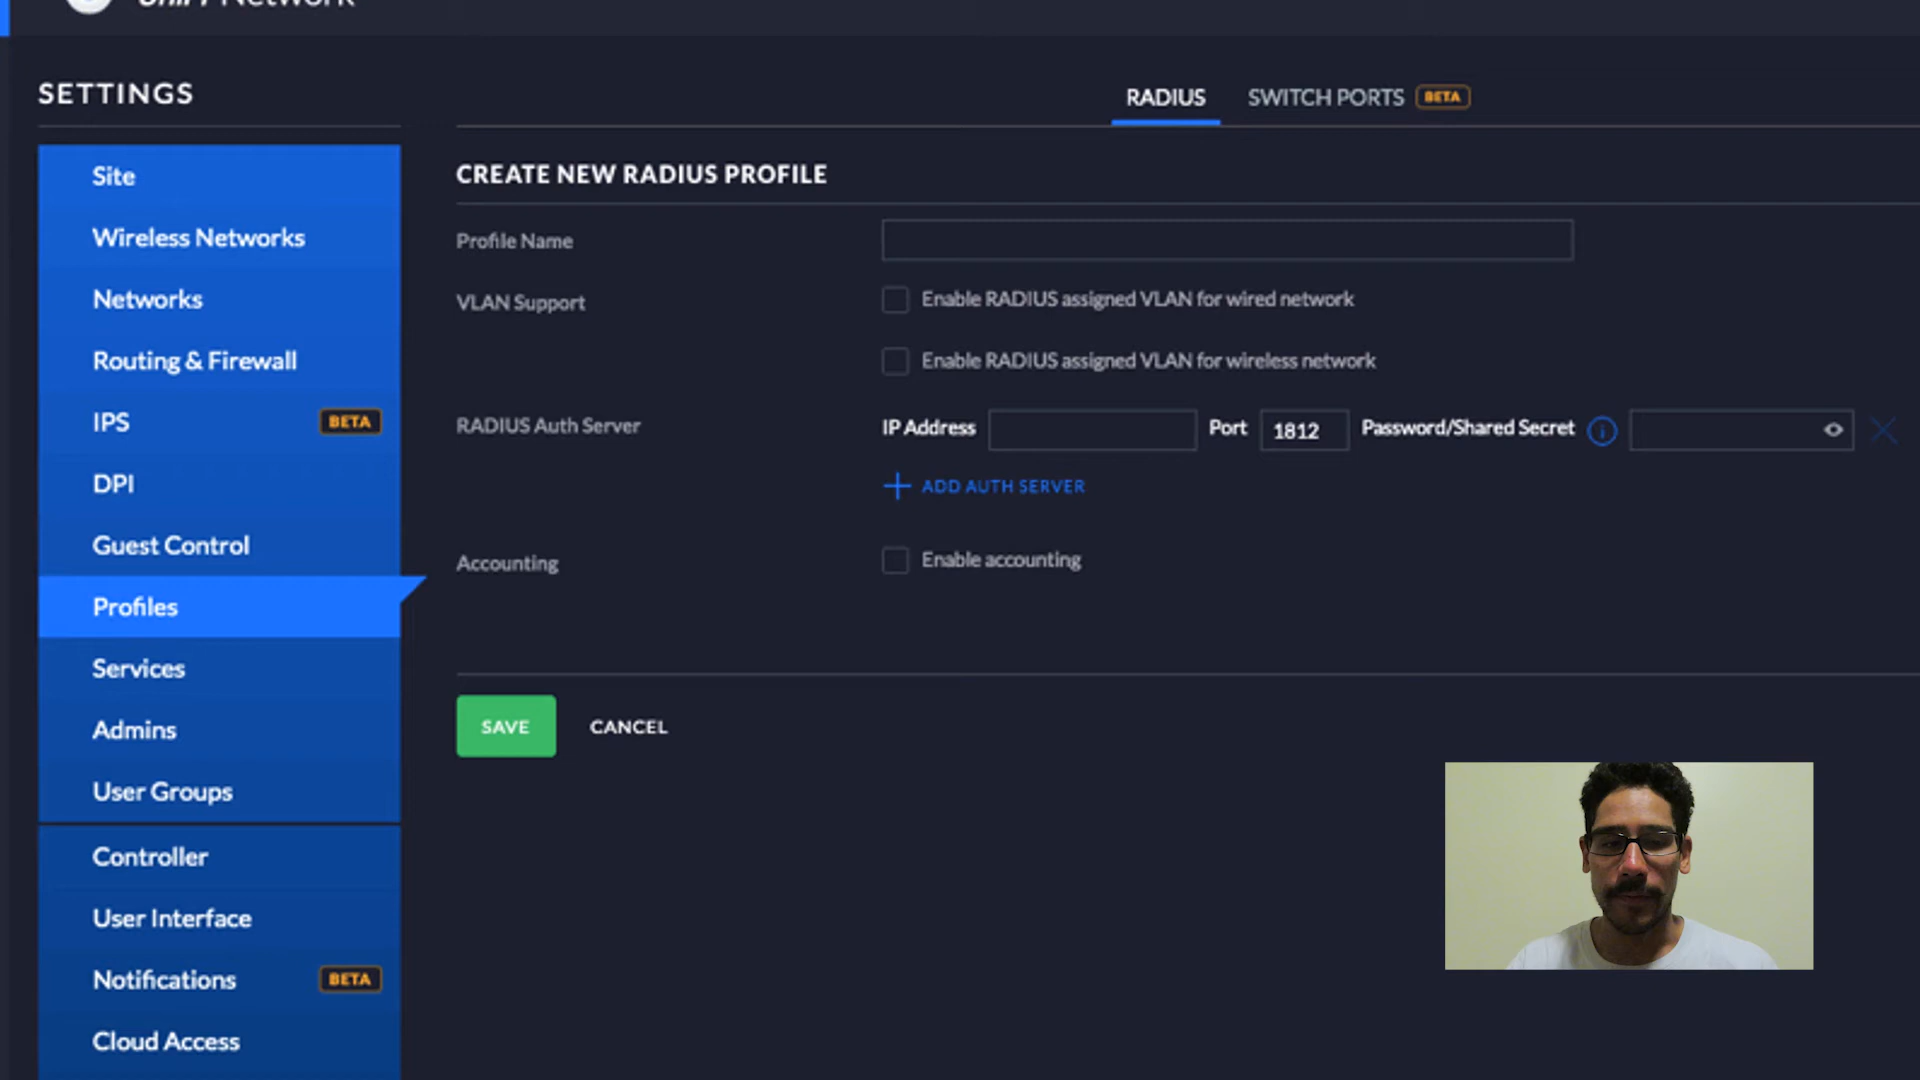 UniFi Network
SETTINGS
RADIUS
SWITCH PORTS BETA
Site
Wireless Networks
Networks
Routing & Firewall
IPS BETA
DPI
Guest Control
Profiles
Services
Admins
User Groups
Controller
User Interface
Notifications BETA
Cloud Access
CREATE NEW RADIUS PROFILE
Profile Name
VLAN Support
Enable RADIUS assigned VLAN for wired network
Enable RADIUS assigned VLAN for wireless network
RADIUS Auth Server
IP Address Port 1812 Password/Shared Secret
ADD AUTH SERVER
Accounting
Enable accounting
SAVE CANCEL